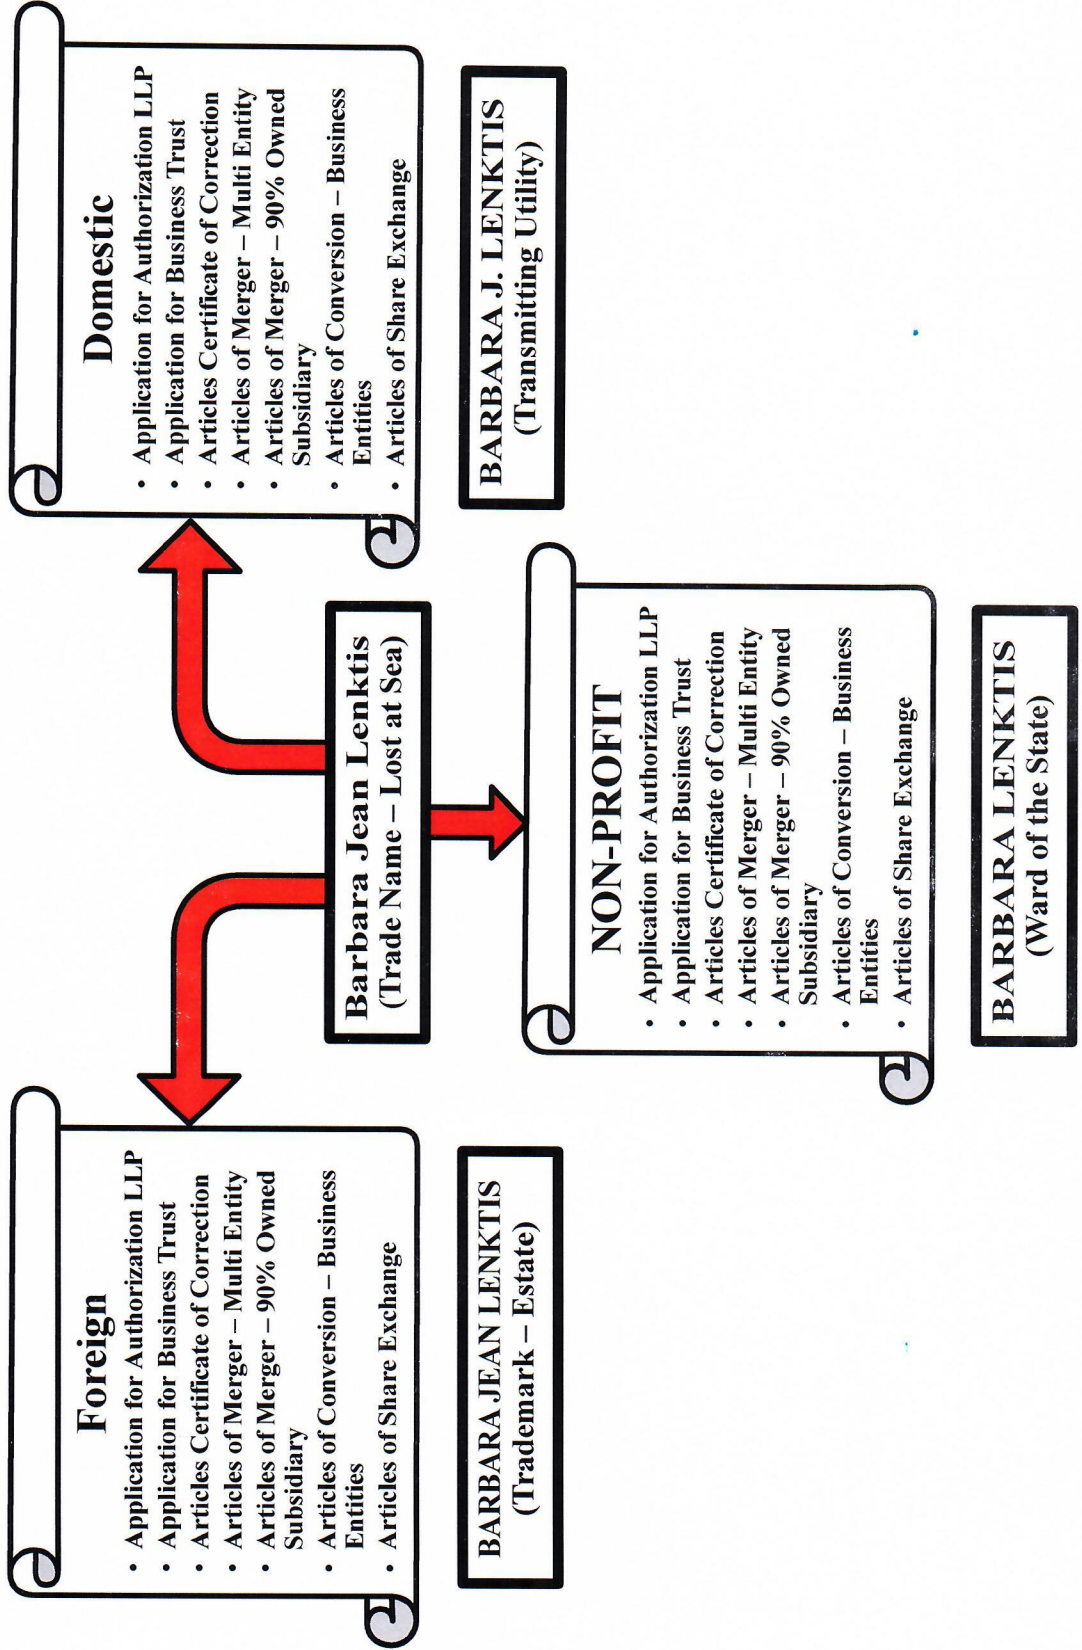 Foreign
• Application for Authorization LLP
• Application for Business Trust
• Articles Certificate of Correction
• Articles of Merger – Multi Entity
• Articles of Merger – 90% Owned
Subsidiary
• Articles of Conversion – Business
Entities
• Articles of Share Exchange
BARBARA JEAN LENKTIS
(Trademark – Estate)
Barbara Jean Lenktis
(Trade Name – Lost at Sea)
Domestic
• Application for Authorization LLP
• Application for Business Trust
• Articles Certificate of Correction
• Articles of Merger – Multi Entity
• Articles of Merger – 90% Owned
Subsidiary
• Articles of Conversion – Business
Entities
• Articles of Share Exchange
BARBARA J. LENKTIS
(Transmitting Utility)
NON-PROFIT
• Application for Authorization LLP
• Application for Business Trust
• Articles Certificate of Correction
• Articles of Merger – Multi Entity
• Articles of Merger – 90% Owned
Subsidiary
• Articles of Conversion – Business
Entities
• Articles of Share Exchange
BARBARA LENKTIS
(Ward of the State)